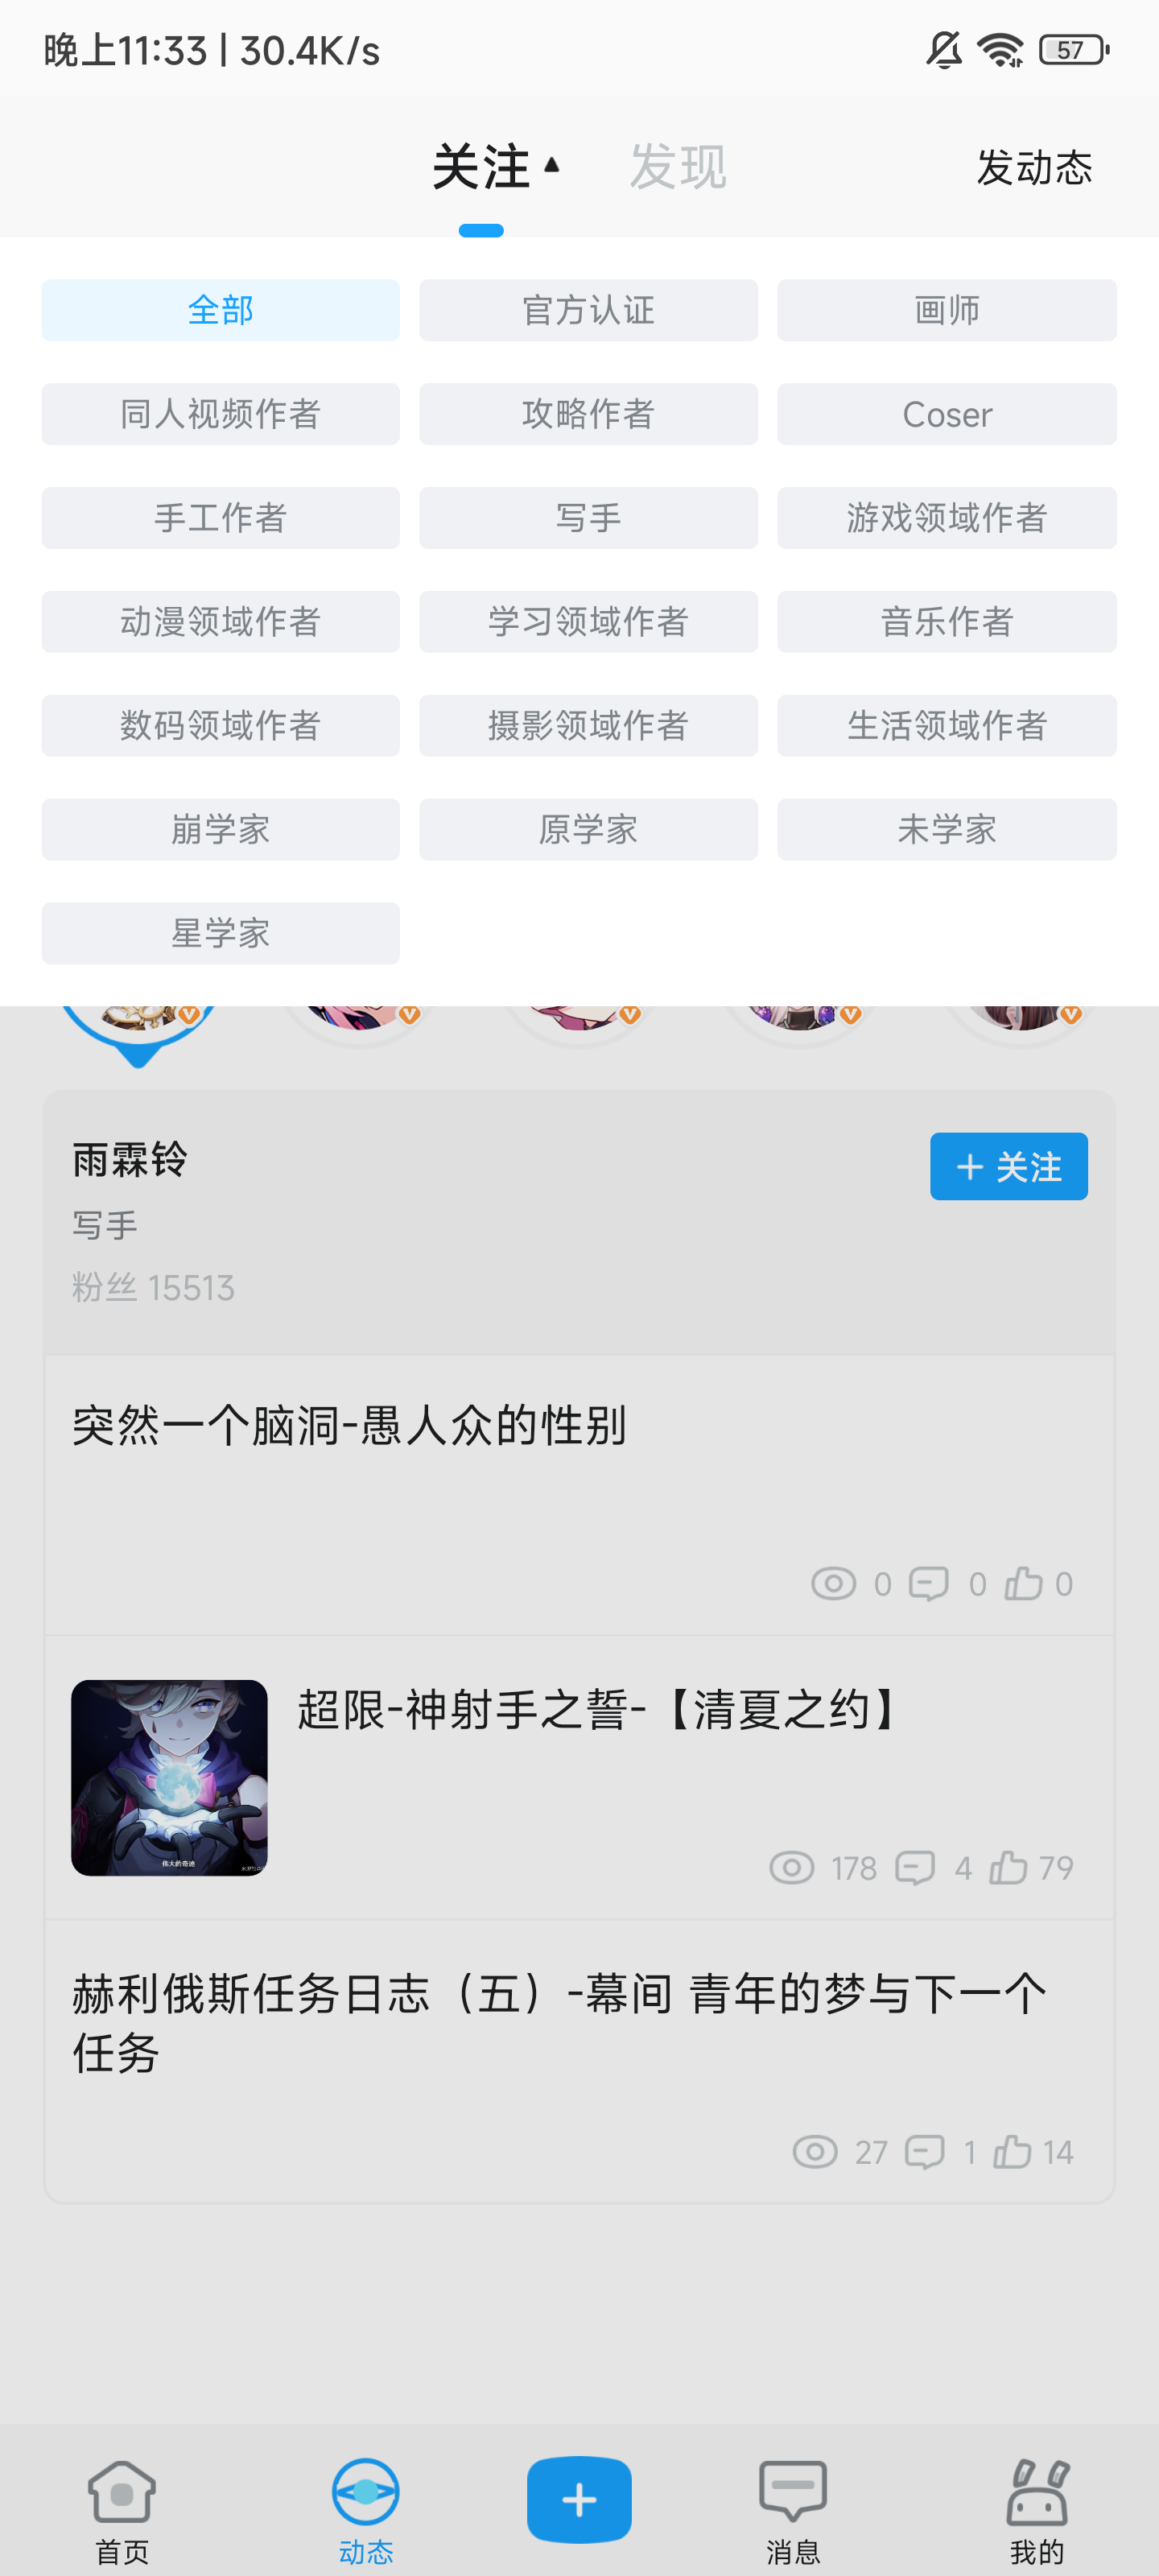 晚上11:33 | 30.4K/s
57
关注 ▲ 发现 发动态
全部 官方认证 画师
同人视频作者 攻略作者 Coser
手工作者 写手 游戏领域作者
动漫领域作者 学习领域作者 音乐作者
数码领域作者 摄影领域作者 生活领域作者
崩学家 原学家 未学家
星学家
雨霖铃
+ 关注
写手
粉丝 15513
突然一个脑洞-愚人众的性别
0 0 0
超限-神射手之誓-【清夏之约】
伟大的奇迹
178 4 79
赫利俄斯任务日志（五）-幕间 青年的梦与下一个
任务
27 1 14
首页 动态 消息 我的